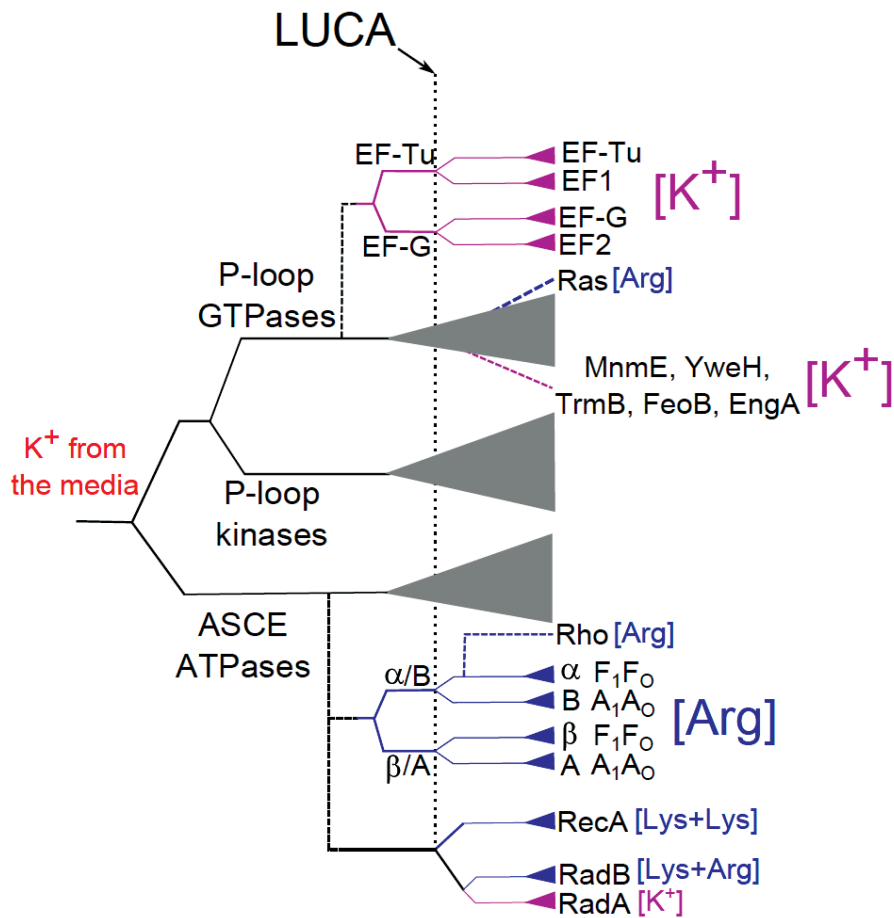 LUCA
EF-Tu
EF-Tu
EF1
[K⁺]
EF-G
EF-G
EF2
P-loop
GTPases
Ras [Arg]
MnmE, YweH,
TrmB, FeoB, EngA
[K⁺]
K⁺ from
the media
P-loop
kinases
ASCE
ATPases
Rho [Arg]
α/B
α F₁Fₒ
B A₁Aₒ
[Arg]
β/A
β F₁Fₒ
A A₁Aₒ
RecA [Lys+Lys]
RadB [Lys+Arg]
RadA [K⁺]